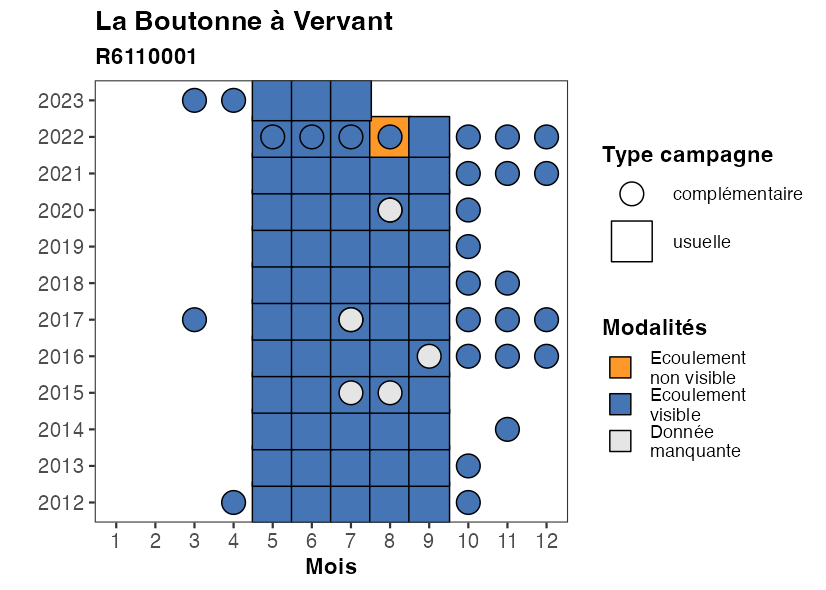 La Boutonne à Vervant
R6110001
2023
2022
2021
2020
2019
2018
2017
2016
2015
2014
2013
2012
1 2 3 4 5 6 7 8 9 10 11 12
Mois
Type campagne
complémentaire
usuelle
Modalités
Ecoulement
non visible
Ecoulement
visible
Donnée
manquante